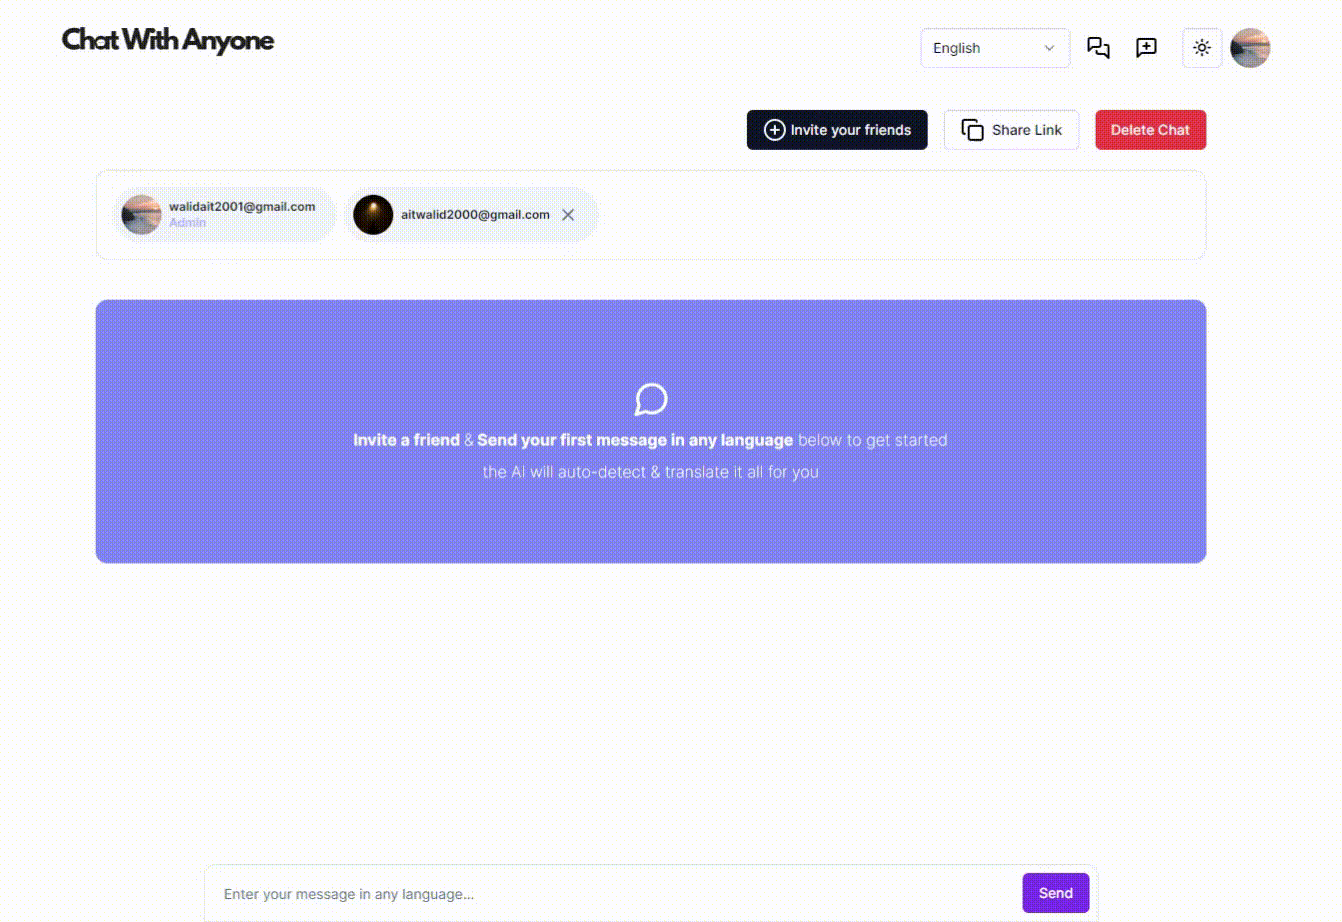 Chat With Anyone
English
Invite your friends
Share Link
Delete Chat
walidait2001@gmail.com
Admin
aitwalid2000@gmail.com
Invite a friend & Send your first message in any language below to get started
the AI will auto-detect & translate it all for you
Enter your message in any language...
Send